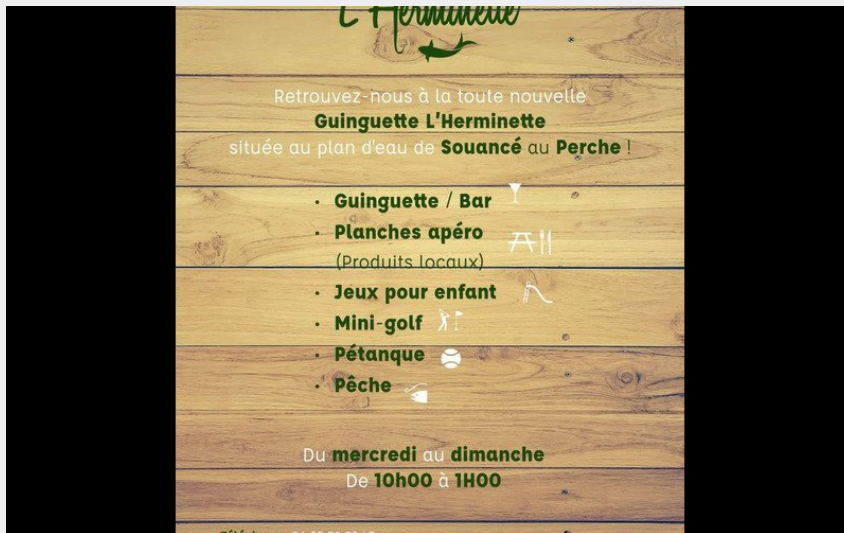 L'Herminette
Retrouvez-nous à la toute nouvelle
Guinguette L'Herminette
située au plan d'eau de Souancé au Perche !
• Guinguette / Bar
• Planches apéro
(Produits locaux)
• Jeux pour enfant
• Mini-golf
• Pétanque
• Pêche
Du mercredi au dimanche
De 10h00 à 1H00